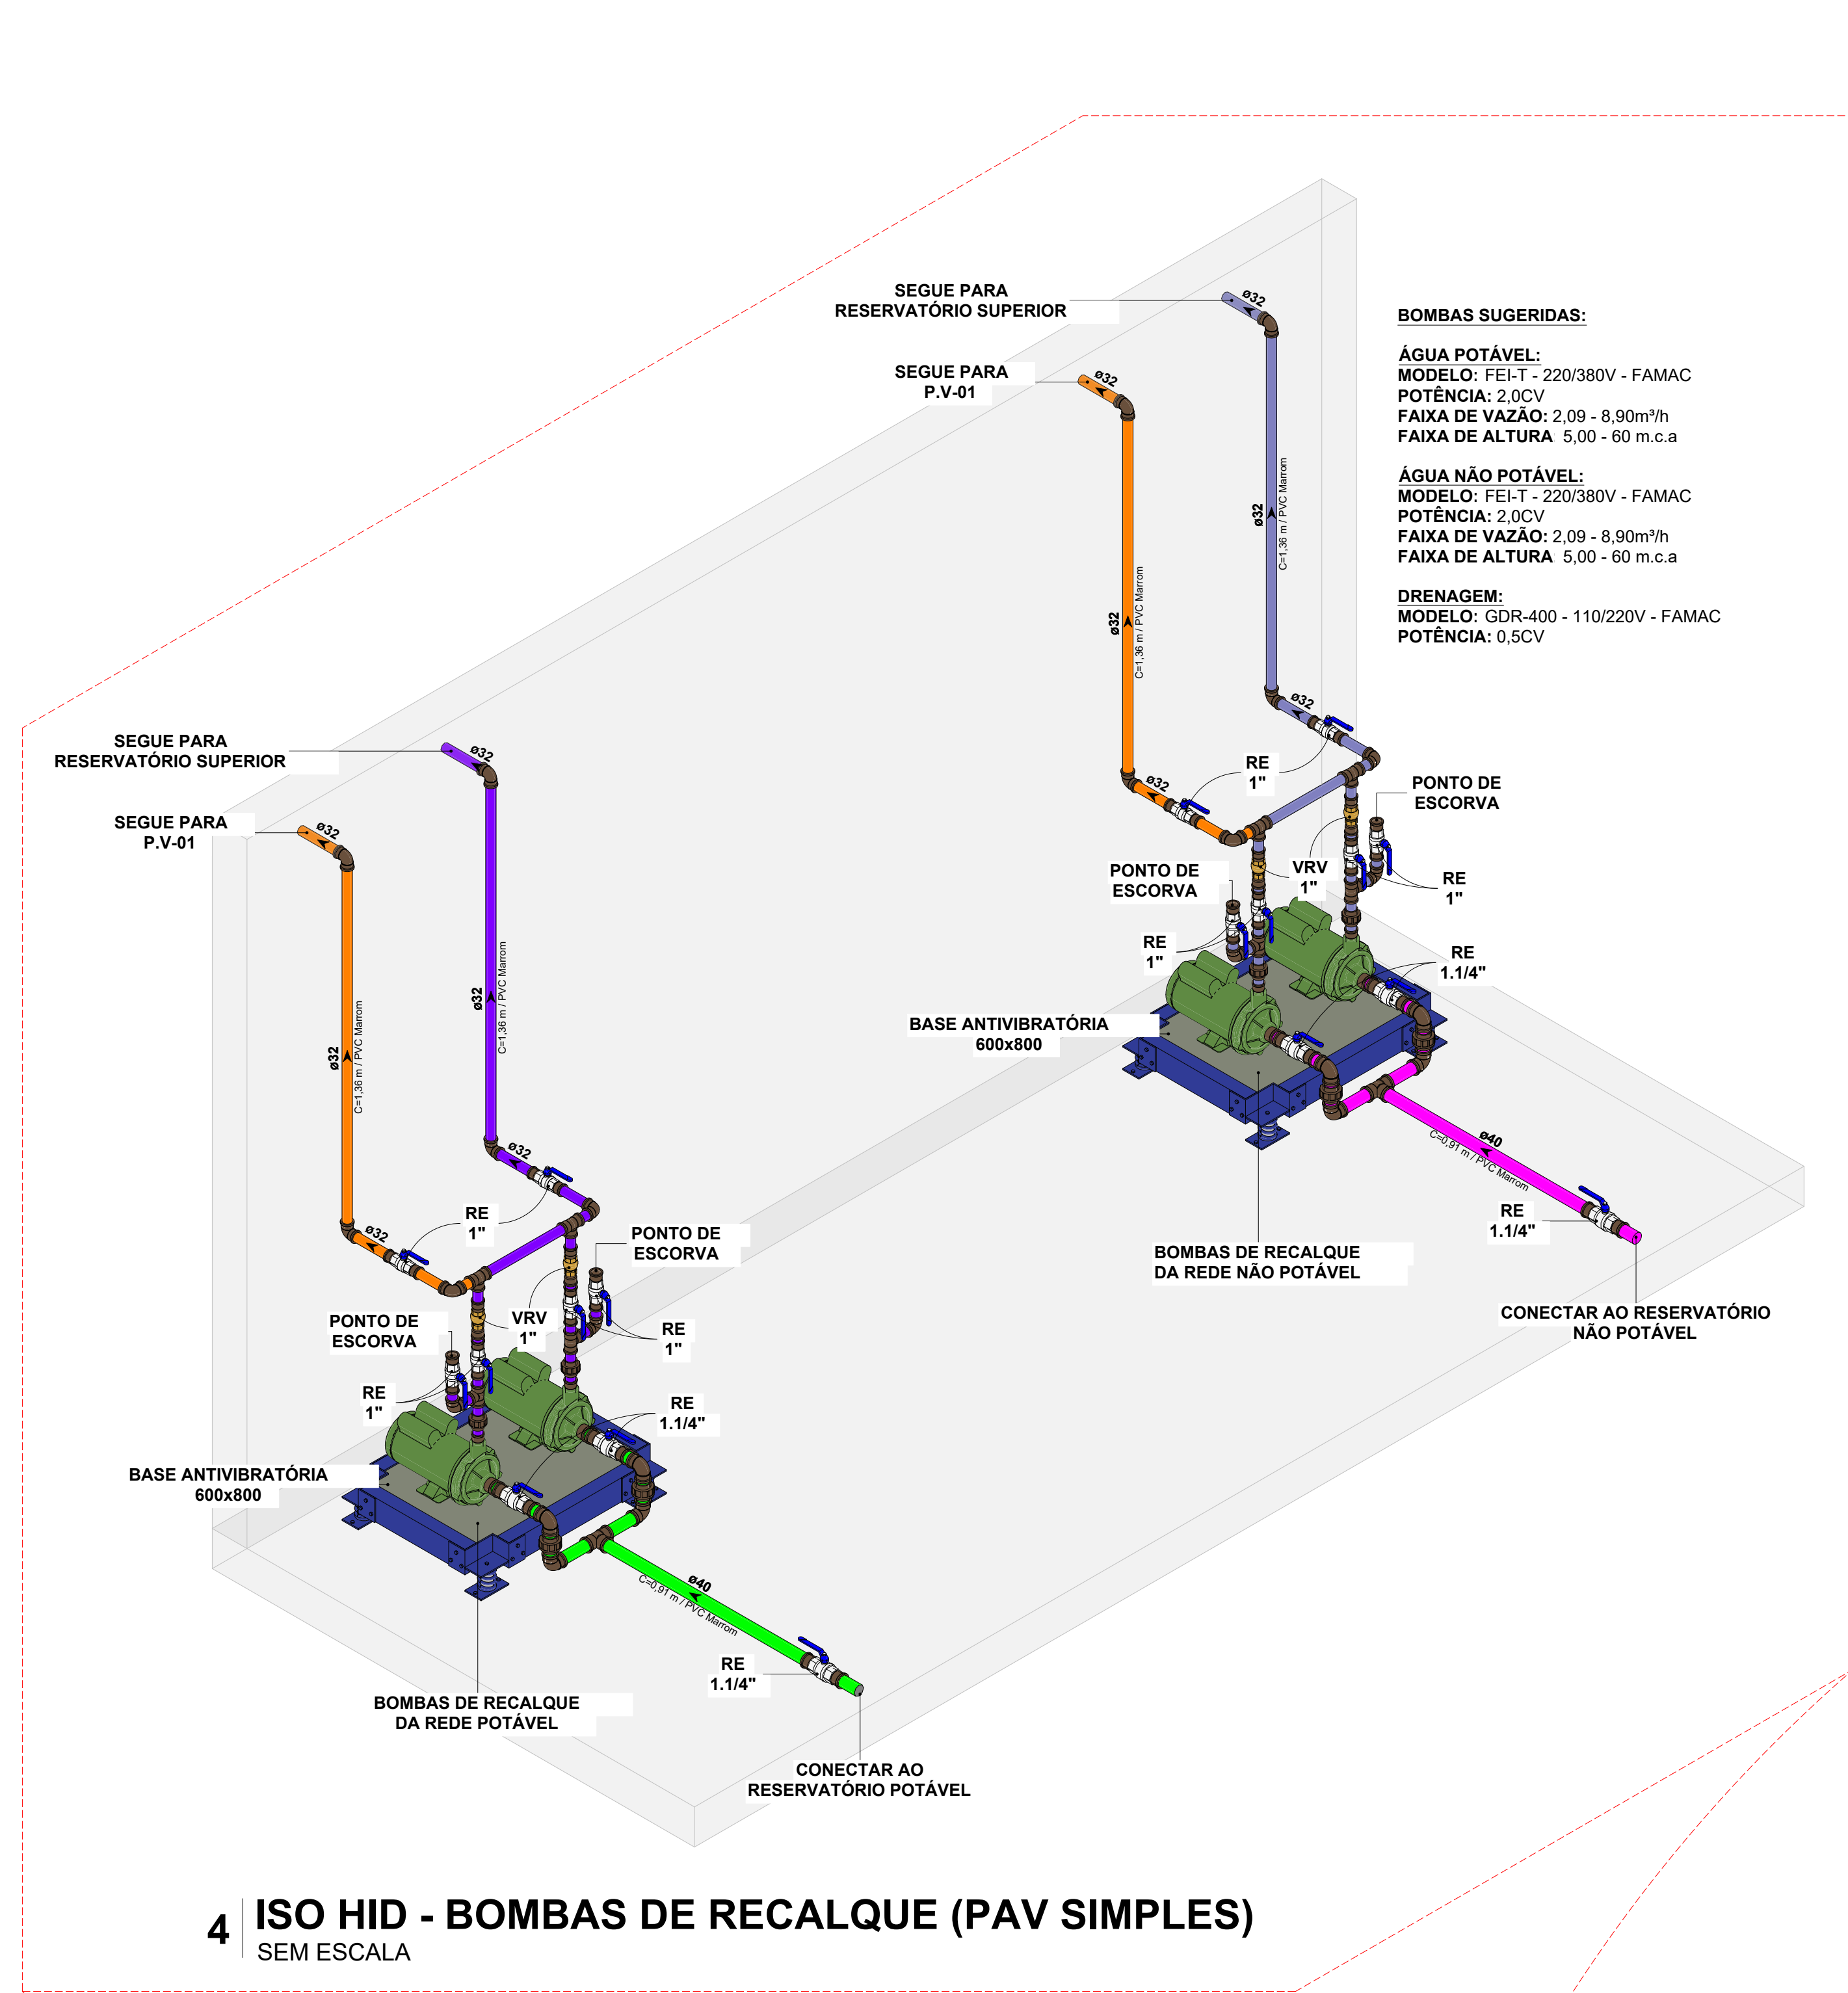 SEGUE PARA
RESERVATÓRIO SUPERIOR
ø32
SEGUE PARA
P.V-01
ø32
ø32
C=1,36 m / PVC Marrom
ø32
C=1,36 m / PVC Marrom
ø32
ø32
RE
1"
PONTO DE
ESCORVA
PONTO DE
ESCORVA
VRV
1"
RE
1"
RE
1"
RE
1.1/4"
BASE ANTIVIBRATÓRIA
600x800
ø40
C=0,91 m / PVC Marrom
RE
1.1/4"
BOMBAS DE RECALQUE
DA REDE NÃO POTÁVEL
CONECTAR AO RESERVATÓRIO
NÃO POTÁVEL
BOMBAS SUGERIDAS:
ÁGUA POTÁVEL:
MODELO: FEI-T - 220/380V - FAMAC
POTÊNCIA: 2,0CV
FAIXA DE VAZÃO: 2,09 - 8,90m³/h
FAIXA DE ALTURA 5,00 - 60 m.c.a
ÁGUA NÃO POTÁVEL:
MODELO: FEI-T - 220/380V - FAMAC
POTÊNCIA: 2,0CV
FAIXA DE VAZÃO: 2,09 - 8,90m³/h
FAIXA DE ALTURA 5,00 - 60 m.c.a
DRENAGEM:
MODELO: GDR-400 - 110/220V - FAMAC
POTÊNCIA: 0,5CV
SEGUE PARA
RESERVATÓRIO SUPERIOR
ø32
SEGUE PARA
P.V-01
ø32
ø32
C=1,36 m / PVC Marrom
ø32
C=1,36 m / PVC Marrom
ø32
ø32
RE
1"
PONTO DE
ESCORVA
PONTO DE
ESCORVA
VRV
1"
RE
1"
RE
1"
RE
1.1/4"
BASE ANTIVIBRATÓRIA
600x800
ø40
C=0,91 m / PVC Marrom
RE
1.1/4"
BOMBAS DE RECALQUE
DA REDE POTÁVEL
CONECTAR AO
RESERVATÓRIO POTÁVEL
4 ISO HID - BOMBAS DE RECALQUE (PAV SIMPLES)
SEM ESCALA